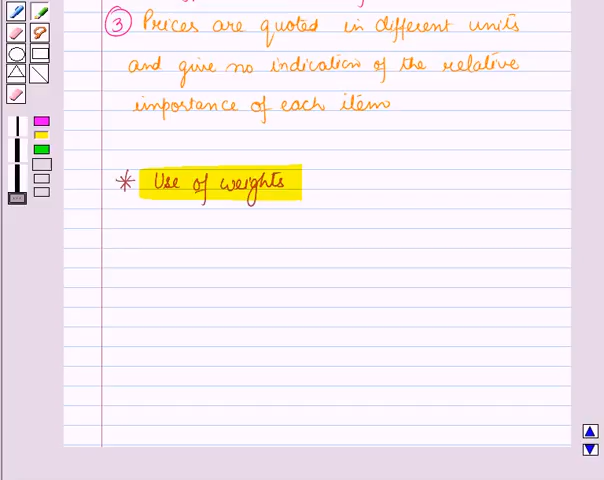 ③ Prices are quoted in different units
and give no indication of the relative
importance of each item
* Use of weights